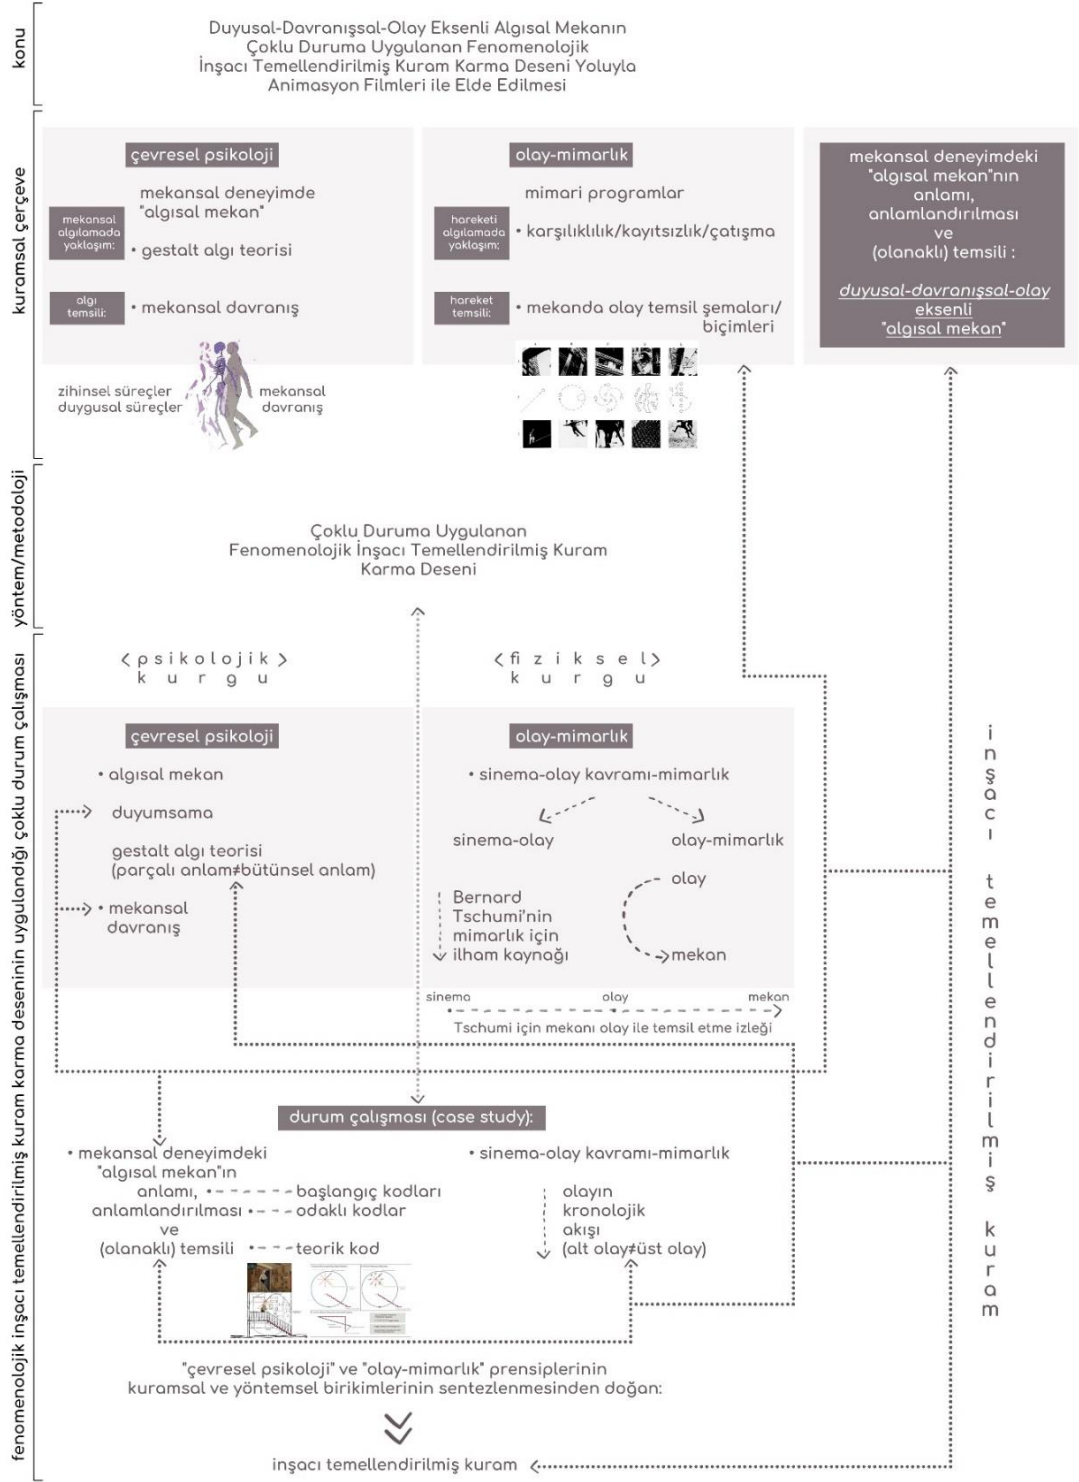 konu
Duyusal-Davranışsal-Olay Eksenli Algısal Mekanın
Çoklu Duruma Uygulanan Fenomenolojik
İnşacı Temellendirilmiş Kuram Karma Deseni Yoluyla
Animasyon Filmleri ile Elde Edilmesi
kuramsal çerçeve
çevresel psikoloji
mekansal deneyimde
"algısal mekan"
mekansal
algılamada
yaklaşım:
• gestalt algı teorisi
algı
temsili:
• mekansal davranış
zihinsel süreçler
duygusal süreçler
mekansal
davranış
olay-mimarlık
mimari programlar
hareketi
algılamada
yaklaşım:
• karşılıklılık/kayıtsızlık/çatışma
hareket
temsili:
• mekanda olay temsil şemaları/
biçimleri
mekansal deneyimdeki
"algısal mekan"nın
anlamı,
anlamlandırılması
ve
(olanaklı) temsili :
duyusal-davranışsal-olay
eksenli
"algısal mekan"
yöntem/metodoloji
Çoklu Duruma Uygulanan
Fenomenolojik İnşacı Temellendirilmiş Kuram
Karma Deseni
fenomenolojik inşacı temellendirilmiş kuram karma deseninin uygulandığı çoklu durum çalışması
<psikolojik>
kurgu
<fiziksel>
kurgu
çevresel psikoloji
• algısal mekan
duyumsama
gestalt algı teorisi
(parçalı anlam≠bütünsel anlam)
• mekansal
davranış
olay-mimarlık
• sinema-olay kavramı-mimarlık
sinema-olay
olay-mimarlık
Bernard
Tschumi'nin
mimarlık için
ilham kaynağı
olay
mekan
sinema olay mekan
Tschumi için mekanı olay ile temsil etme izleği
durum çalışması (case study):
• mekansal deneyimdeki
"algısal mekan"ın
anlamı, başlangıç kodları
anlamlandırılması odaklı kodlar
ve
(olanaklı) temsili teorik kod
• sinema-olay kavramı-mimarlık
olayın
kronolojik
akışı
(alt olay≠üst olay)
"çevresel psikoloji" ve "olay-mimarlık" prensiplerinin
kuramsal ve yöntemsel birikimlerinin sentezlenmesinden doğan:
inşacı temellendirilmiş kuram
inşacı temellendirilmiş kuram